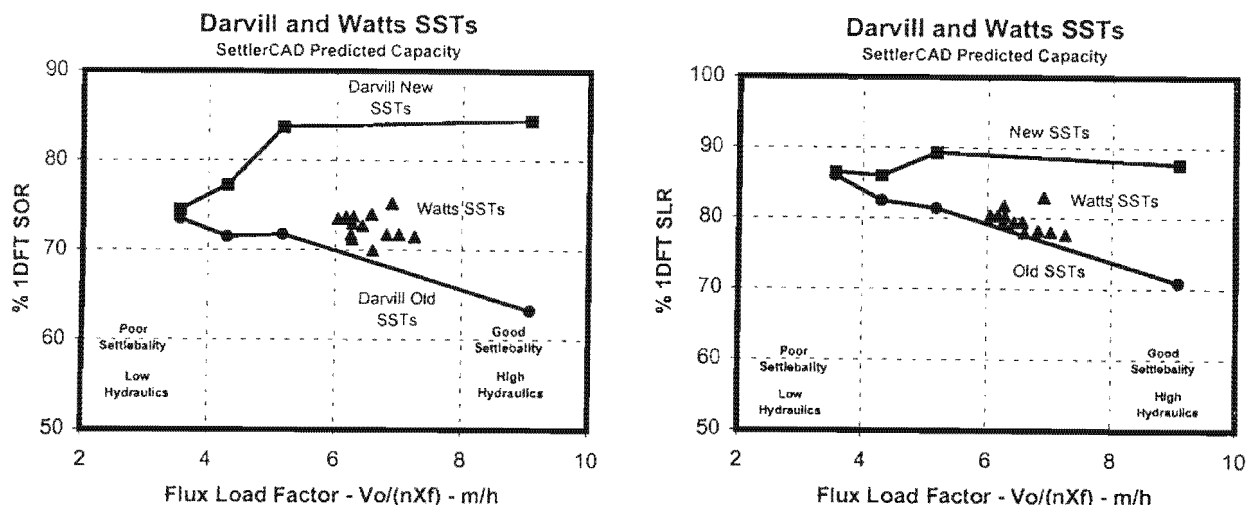 Darvill and Watts SSTs
SettlerCAD Predicted Capacity
90
80
70
60
50
% 1DFT SOR
Darvill New
SSTs
Watts SSTs
Darvill Old
SSTs
Poor
Settlebality
Low
Hydraulics
Good
Settlebality
High
Hydraulics
2 4 6 8 10
Flux Load Factor - Vo/(nXf) - m/h
Darvill and Watts SSTs
SettlerCAD Predicted Capacity
100
90
80
70
60
50
% 1DFT SLR
New SSTs
Watts SSTs
Old SSTs
Poor
Settlebality
Low
Hydraulics
Good
Settlebality
High
Hydraulics
2 4 6 8 10
Flux Load Factor - Vo/(nXf) - m/h